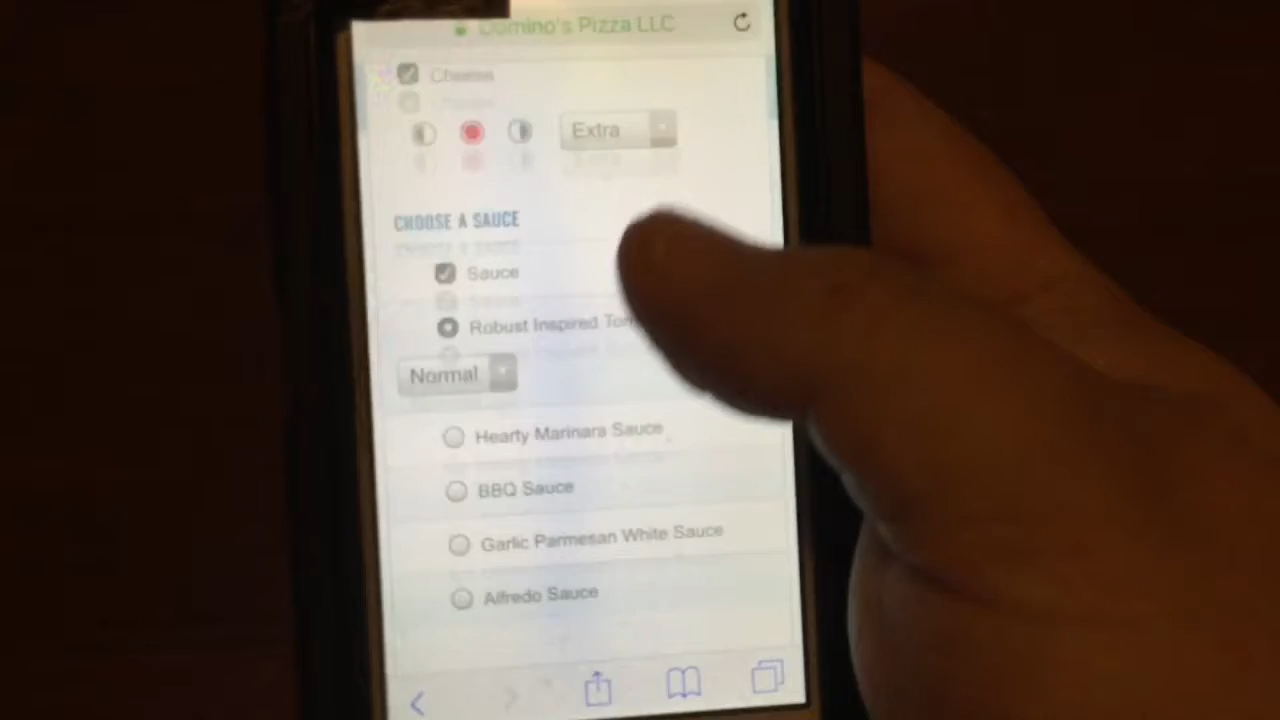 Domino's Pizza LLC
Cheese
Extra
CHOOSE A SAUCE
Sauce
Robust Inspired
Normal
Hearty Marinara Sauce
BBQ Sauce
Garlic Parmesan White Sauce
Alfredo Sauce